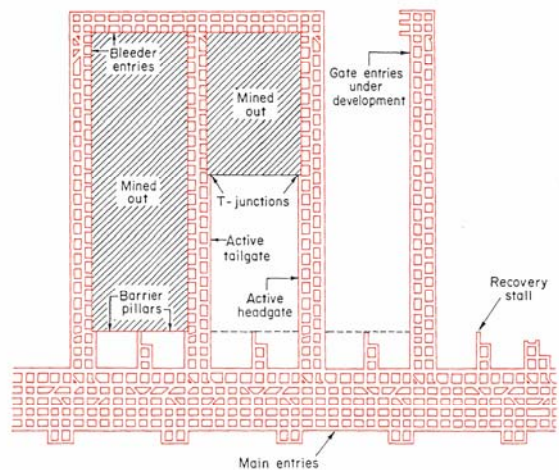 Bleeder
entries
Gate entries
under
development
Mined
out
Mined
out
T-junctions
Active
tailgate
Barrier
pillars
Active
headgate
Recovery
stall
Main entries